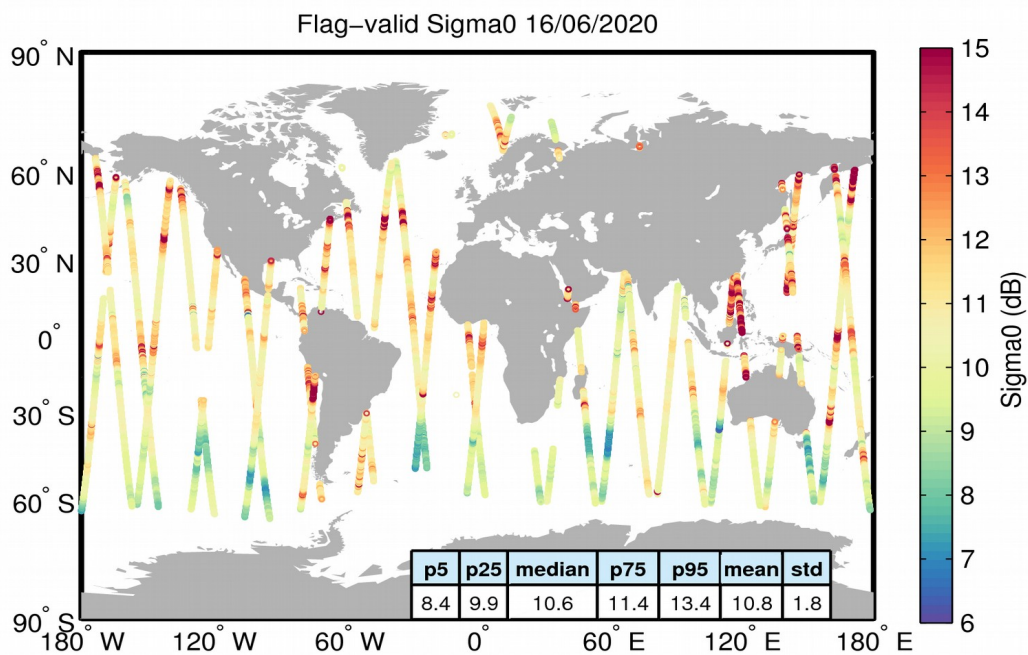 Flag−valid Sigma0 16/06/2020
90° N
60° N
30° N
0°
30° S
60° S
90° S
180° W
120° W
60° W
0°
60° E
120° E
180° E
15
14
13
12
11
10
9
8
7
6
Sigma0 (dB)
p5 p25 median p75 p95 mean std
8.4 9.9 10.6 11.4 13.4 10.8 1.8